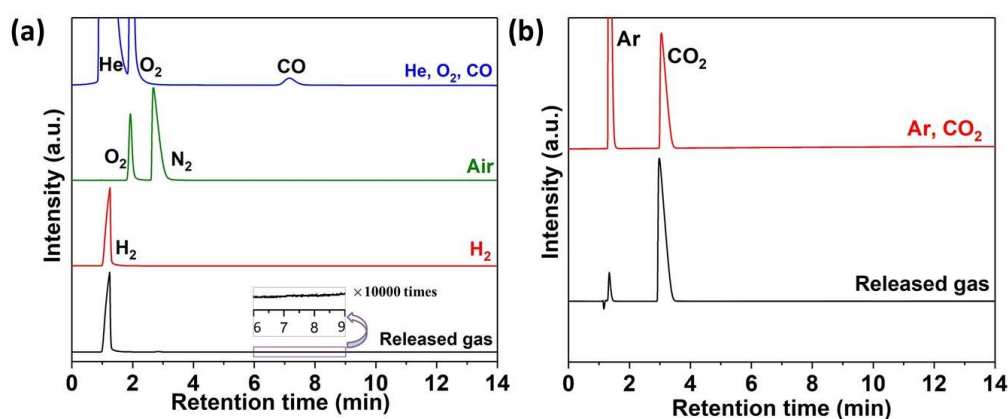 (a)
He
O2
CO
He, O2, CO
O2
N2
Air
H2
H2
×10000 times
6 7 8 9
Released gas
0 2 4 6 8 10 12 14
Retention time (min)
Intensity (a.u.)
(b)
Ar
CO2
Ar, CO2
Released gas
0 2 4 6 8 10 12 14
Retention time (min)
Intensity (a.u.)